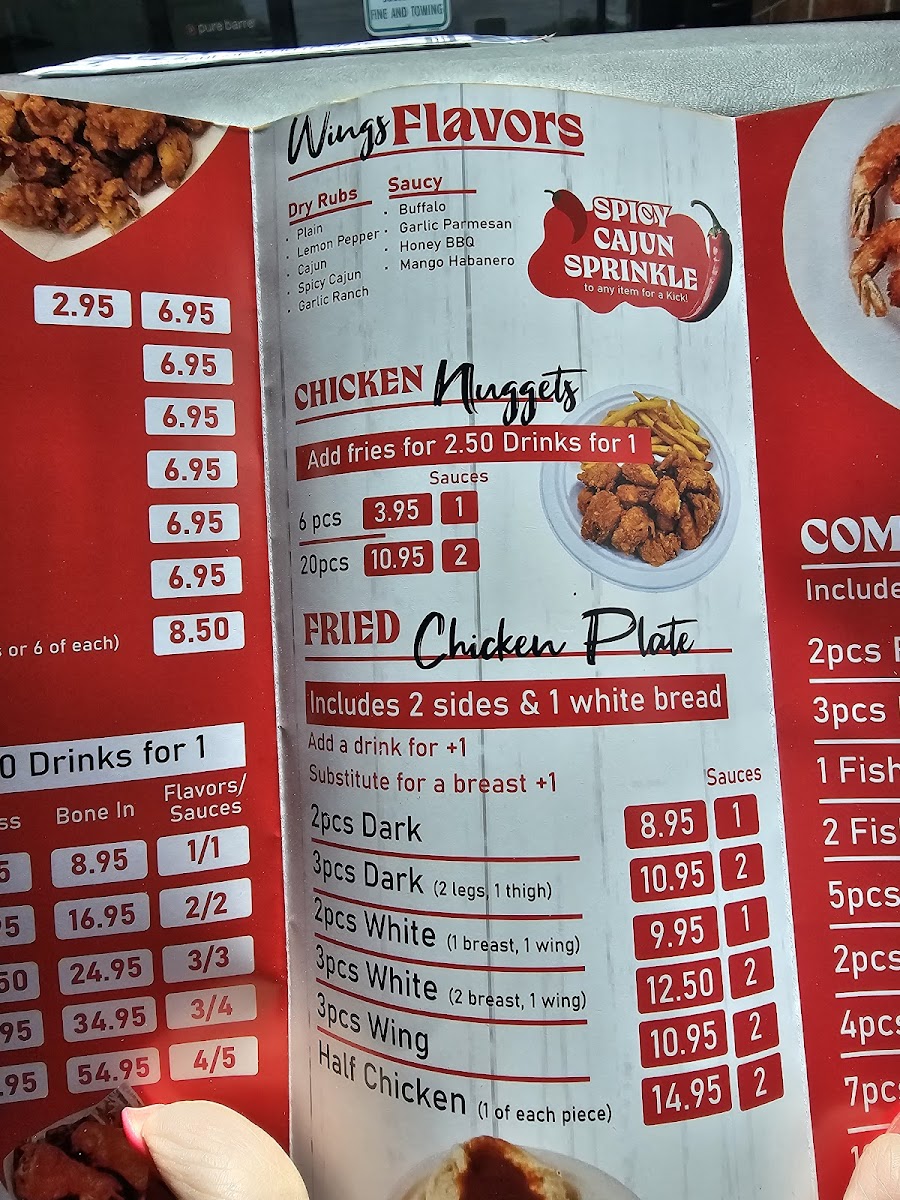 pure barre
FINE AND TOWING
Wings Flavors
Dry Rubs
· Plain
· Lemon Pepper
· Cajun
· Spicy Cajun
· Garlic Ranch
Saucy
· Buffalo
· Garlic Parmesan
· Honey BBQ
· Mango Habanero
SPICY
CAJUN
SPRINKLE
to any item for a Kick!
CHICKEN Nuggets
Add fries for 2.50 Drinks for 1
Sauces
6 pcs 3.95 1
20pcs 10.95 2
FRIED Chicken Plate
Includes 2 sides & 1 white bread
Add a drink for +1
Substitute for a breast +1
Sauces
2pcs Dark 8.95 1
3pcs Dark (2 legs, 1 thigh) 10.95 2
2pcs White (1 breast, 1 wing) 9.95 1
3pcs White (2 breast, 1 wing) 12.50 2
3pcs Wing 10.95 2
Half Chicken (1 of each piece) 14.95 2
2.95 6.95
6.95
6.95
6.95
6.95
6.95
or 6 of each) 8.50
0 Drinks for 1
ss Bone In Flavors/
Sauces
5 8.95 1/1
95 16.95 2/2
50 24.95 3/3
95 34.95 3/4
.95 54.95 4/5
COM
Include
2pcs
3pcs
1 Fish
2 Fis
5pcs
2pcs
4pcs
7pc